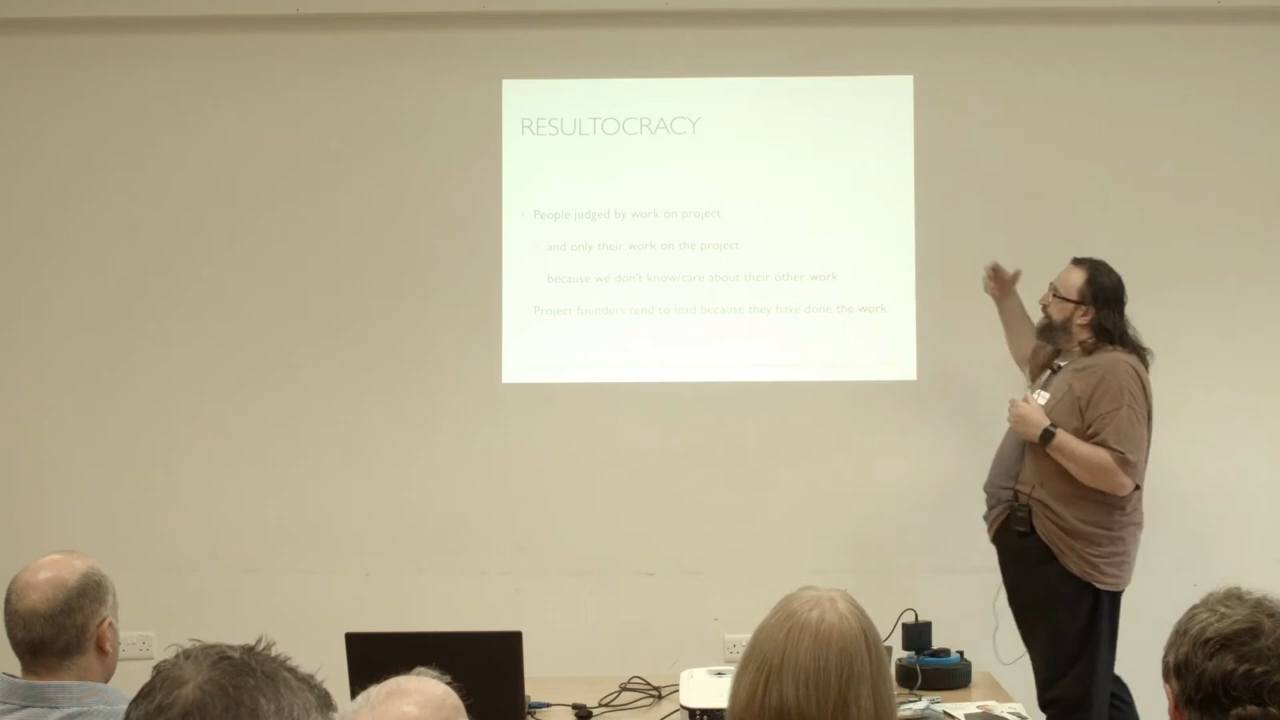 RESULTOCRACY
People judged by work on project
and only their work on the project
because we don't know/care about their other work
Project founders tend to lead because they have done the work